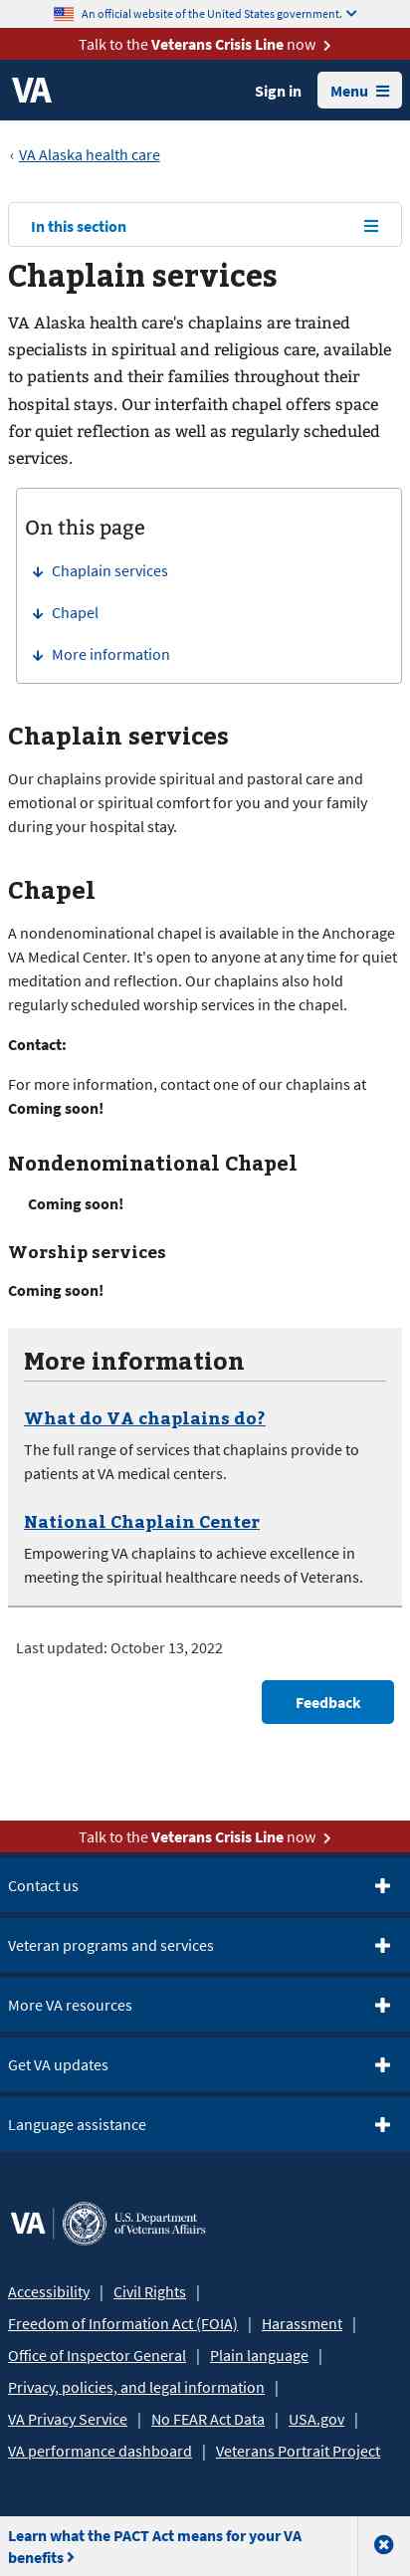 An official website of the United States government.
Talk to the Veterans Crisis Line now
VA
Sign in
Menu
‹ VA Alaska health care
In this section
Chaplain services
VA Alaska health care's chaplains are trained
specialists in spiritual and religious care, available
to patients and their families throughout their
hospital stays. Our interfaith chapel offers space
for quiet reflection as well as regularly scheduled
services.
On this page
Chaplain services
Chapel
More information
Chaplain services
Our chaplains provide spiritual and pastoral care and
emotional or spiritual comfort for you and your family
during your hospital stay.
Chapel
A nondenominational chapel is available in the Anchorage
VA Medical Center. It's open to anyone at any time for quiet
meditation and reflection. Our chaplains also hold
regularly scheduled worship services in the chapel.
Contact:
For more information, contact one of our chaplains at
Coming soon!
Nondenominational Chapel
Coming soon!
Worship services
Coming soon!
More information
What do VA chaplains do?
The full range of services that chaplains provide to
patients at VA medical centers.
National Chaplain Center
Empowering VA chaplains to achieve excellence in
meeting the spiritual healthcare needs of Veterans.
Last updated: October 13, 2022
Feedback
Talk to the Veterans Crisis Line now
Contact us
Veteran programs and services
More VA resources
Get VA updates
Language assistance
VA | U.S. Department
of Veterans Affairs
Accessibility | Civil Rights |
Freedom of Information Act (FOIA) | Harassment |
Office of Inspector General | Plain language |
Privacy, policies, and legal information |
VA Privacy Service | No FEAR Act Data | USA.gov |
VA performance dashboard | Veterans Portrait Project
Learn what the PACT Act means for your VA
benefits